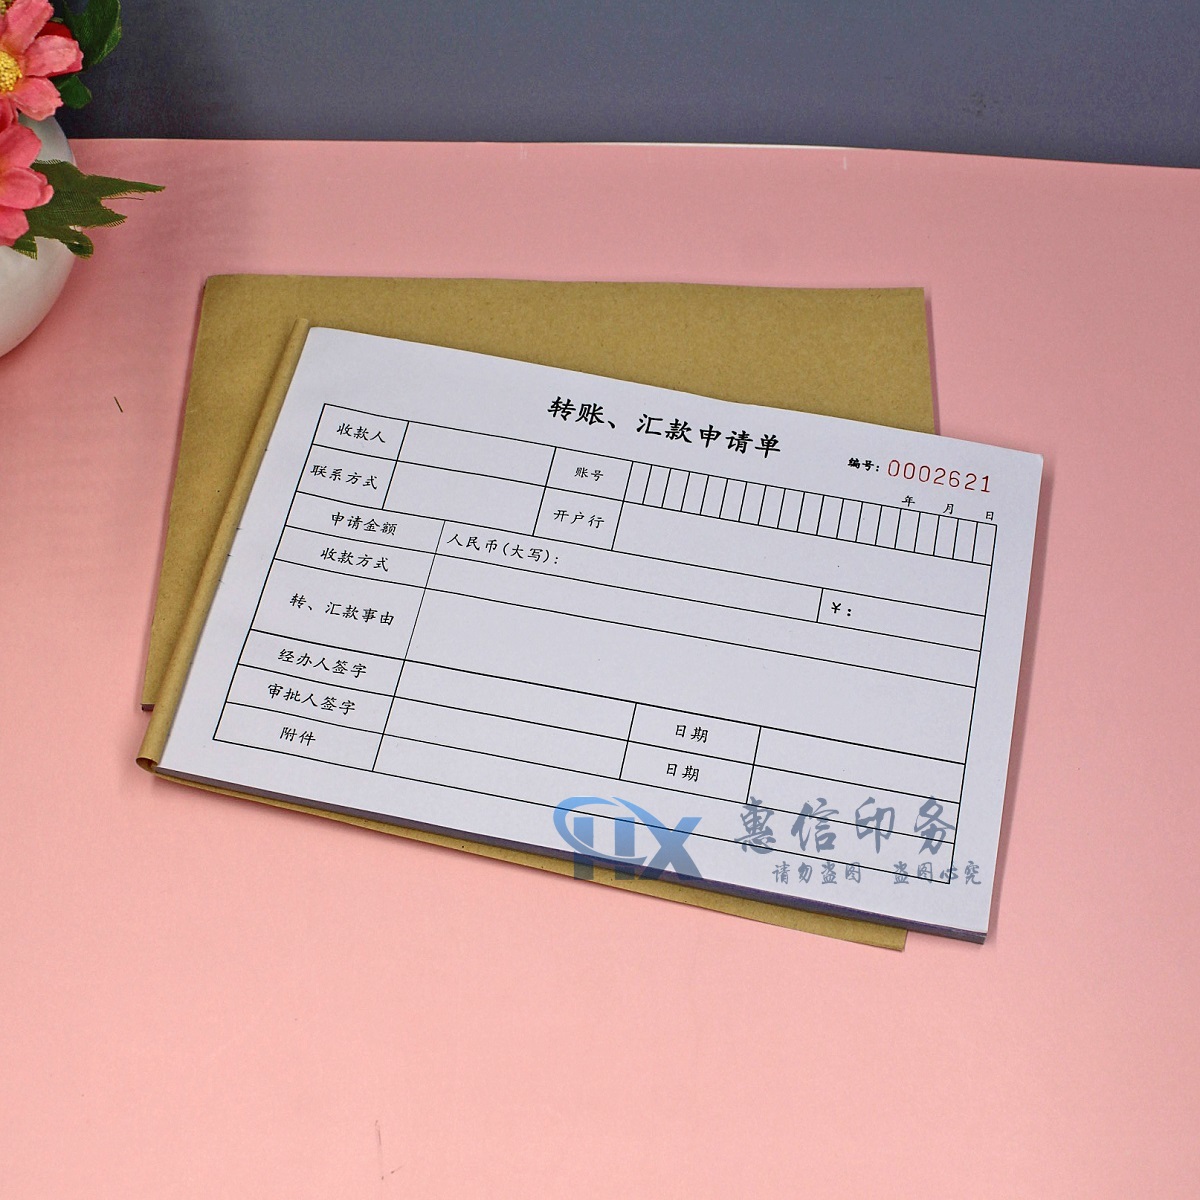 转账、汇款申请单
编号：0002621
年 月 日
收款人 账号
联系方式 开户行
申请金额 人民币(大写)： ¥：
收款方式
转、汇款事由
经办人签字 日期
审批人签字 日期
附件
HX 惠信印务
请勿盗图 盗图必究